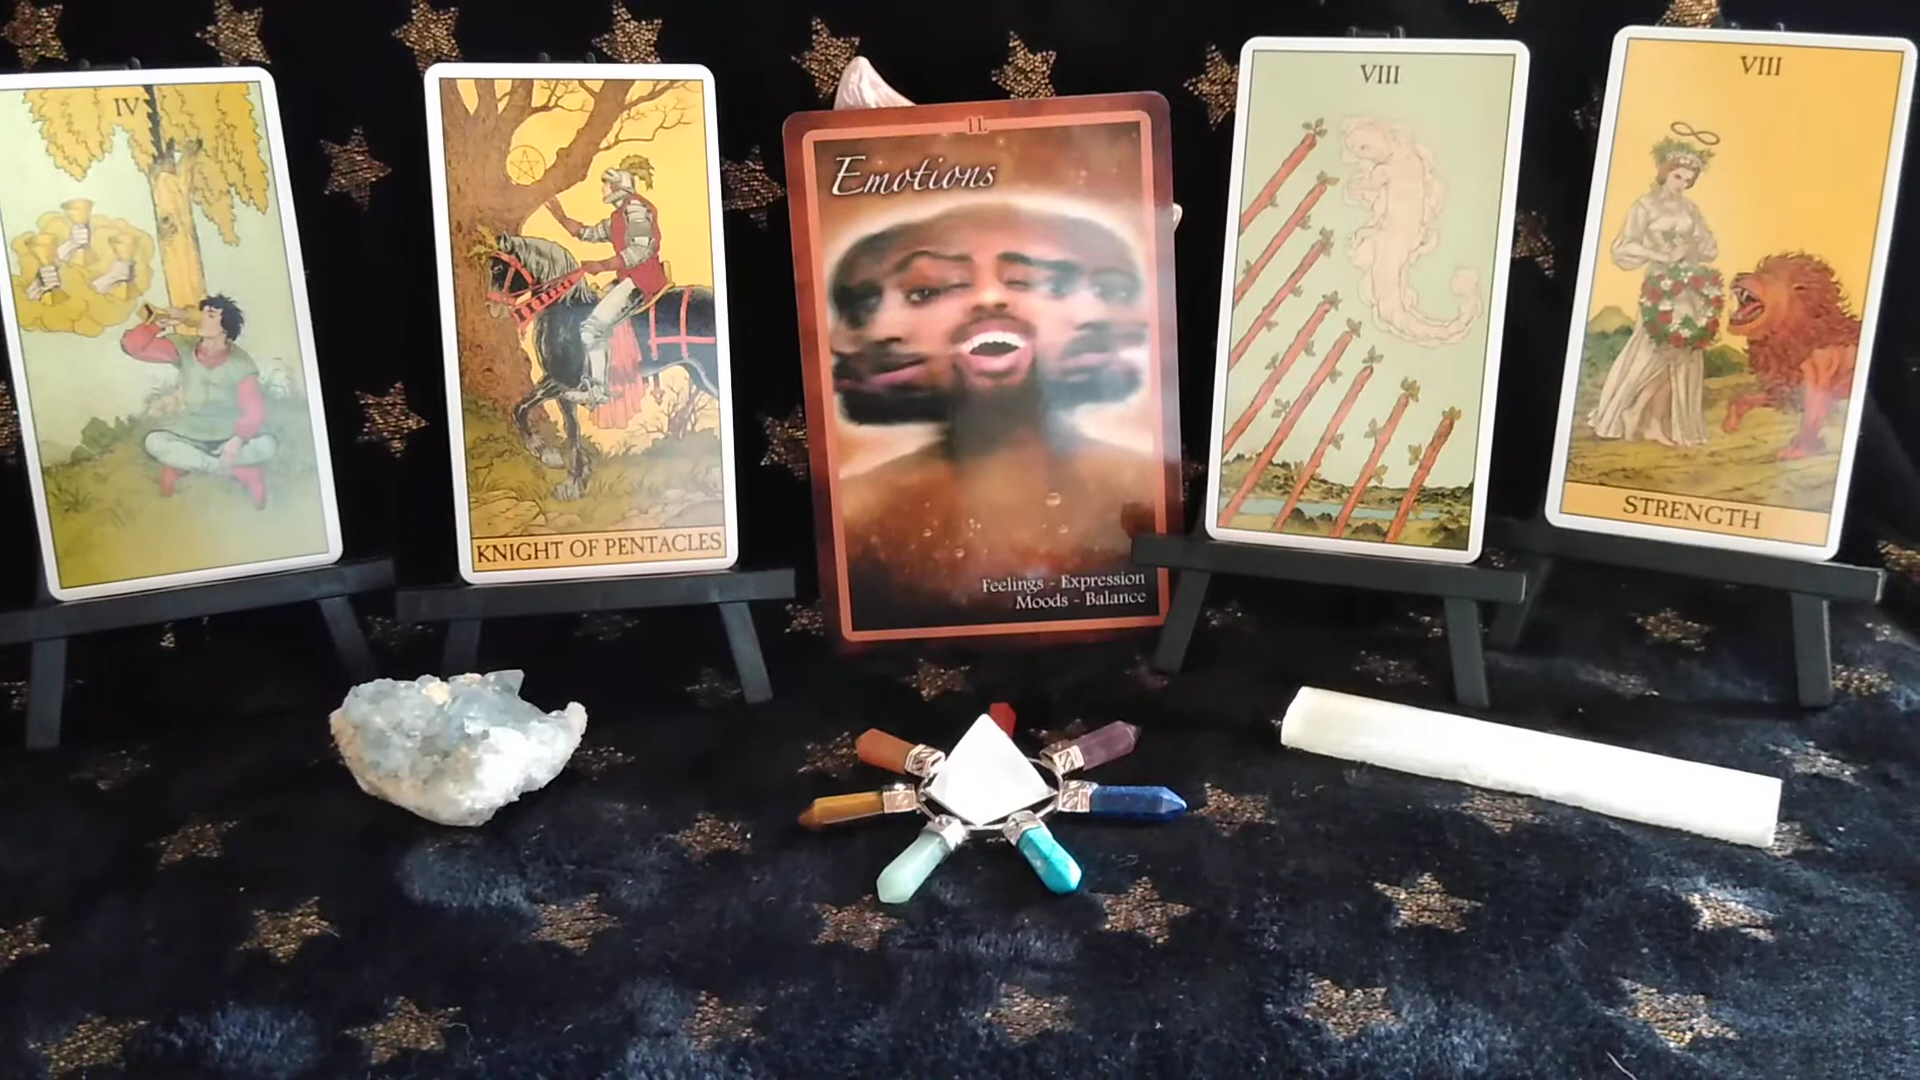 IV
KNIGHT OF PENTACLES
11.
Emotions
Feelings - Expression
Moods - Balance
VIII
VIII
STRENGTH